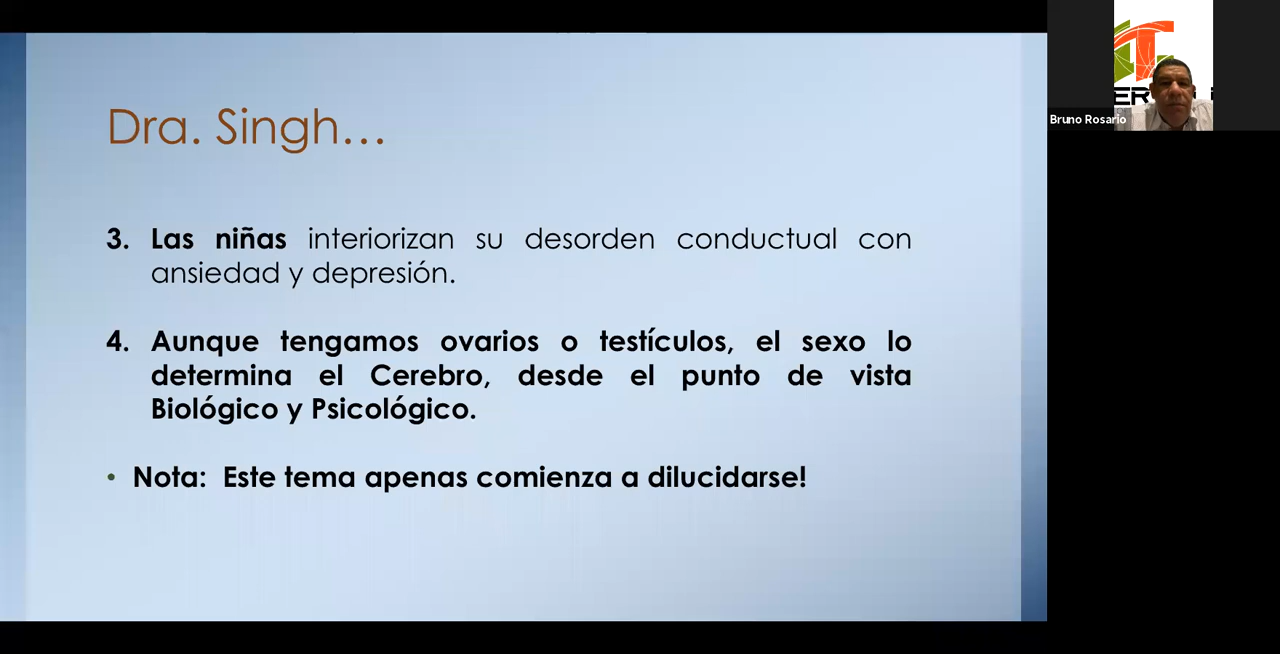 Dra. Singh...
3. Las niñas interiorizan su desorden conductual con
ansiedad y depresión.
4. Aunque tengamos ovarios o testículos, el sexo lo
determina el Cerebro, desde el punto de vista
Biológico y Psicológico.
• Nota: Este tema apenas comienza a dilucidarse!
Bruno Rosario